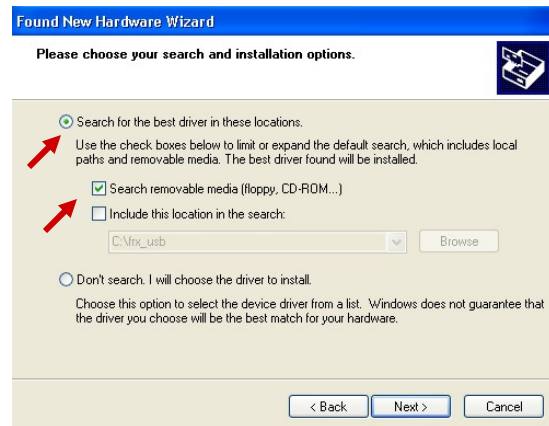 Found New Hardware Wizard
Please choose your search and installation options.
Search for the best driver in these locations.
Use the check boxes below to limit or expand the default search, which includes local
paths and removable media. The best driver found will be installed.
Search removable media (floppy, CD-ROM...)
Include this location in the search:
C:\frx_usb
Browse
Don't search. I will choose the driver to install.
Choose this option to select the device driver from a list. Windows does not guarantee that
the driver you choose will be the best match for your hardware.
< Back Next > Cancel